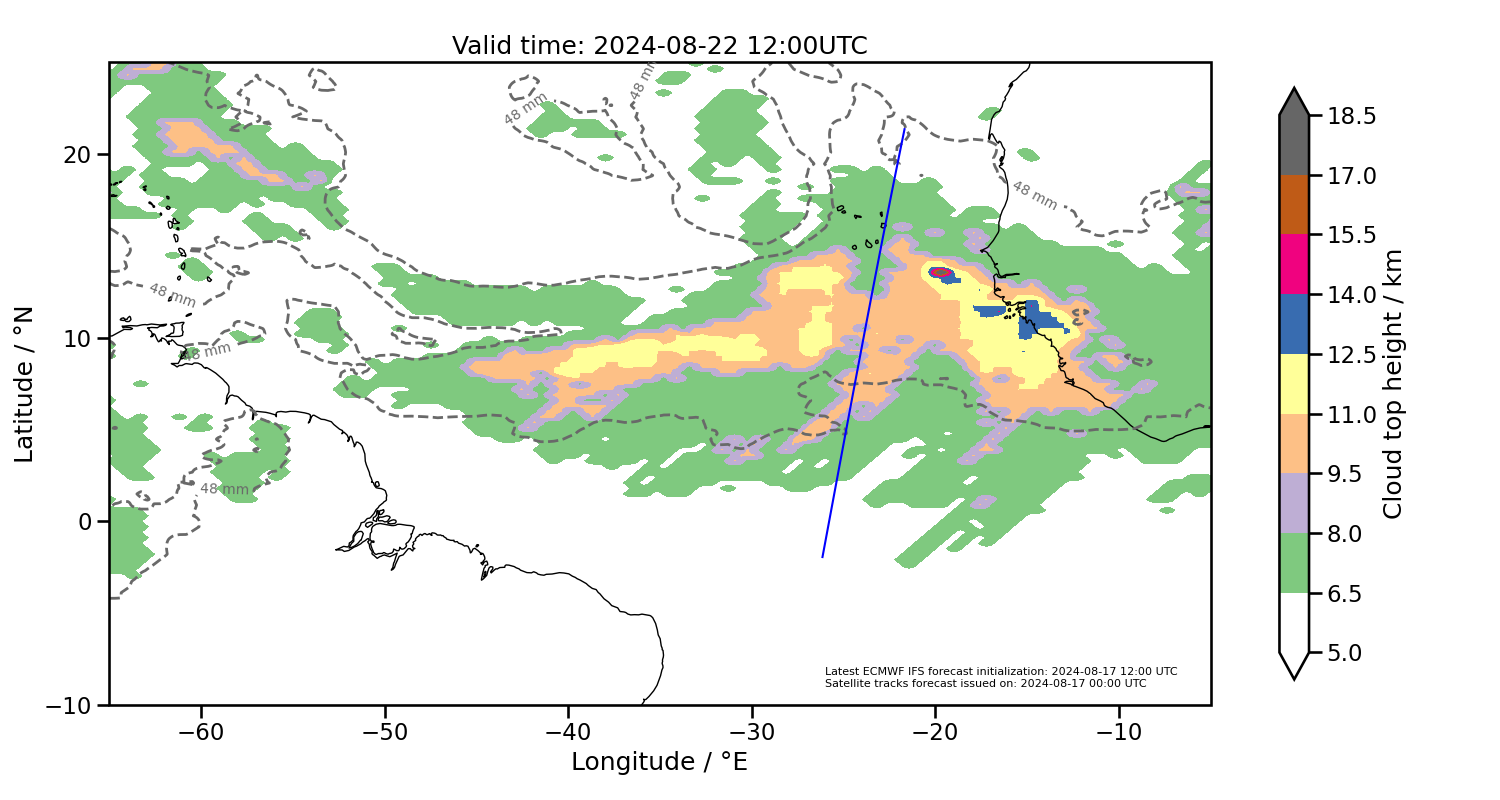 Valid time: 2024-08-22 12:00UTC
Latitude / °N
20
10
0
−10
48 mm
48 mm
48 mm
48 mm
48 mm
48 mm
Latest ECMWF IFS forecast initialization: 2024-08-17 12:00 UTC
Satellite tracks forecast issued on: 2024-08-17 00:00 UTC
−60
−50
−40
−30
−20
−10
Longitude / °E
18.5
17.0
15.5
14.0
12.5
11.0
9.5
8.0
6.5
5.0
Cloud top height / km